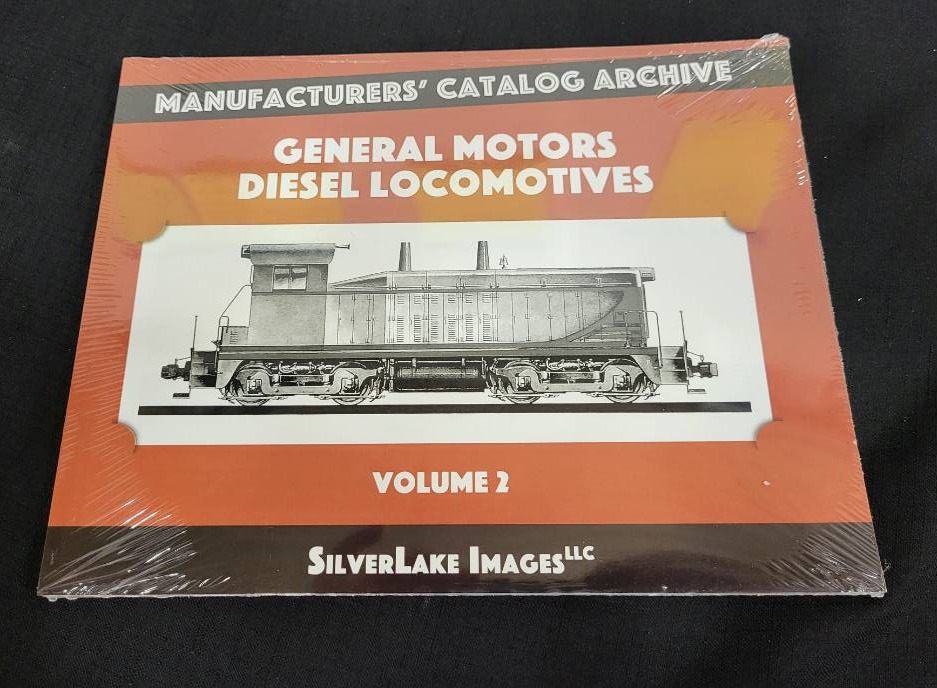 MANUFACTURERS' CATALOG ARCHIVE
GENERAL MOTORS
DIESEL LOCOMOTIVES
VOLUME 2
SILVERLAKE IMAGES LLC